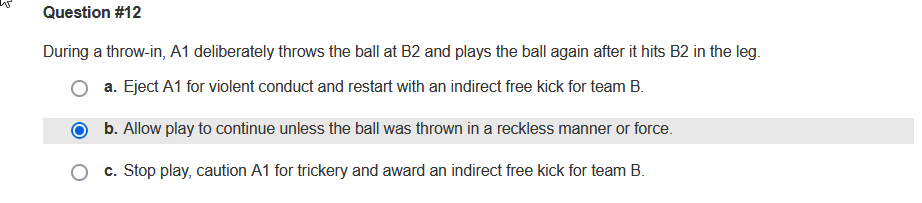 Question #12
During a throw-in, A1 deliberately throws the ball at B2 and plays the ball again after it hits B2 in the leg.
a. Eject A1 for violent conduct and restart with an indirect free kick for team B.
b. Allow play to continue unless the ball was thrown in a reckless manner or force.
c. Stop play, caution A1 for trickery and award an indirect free kick for team B.